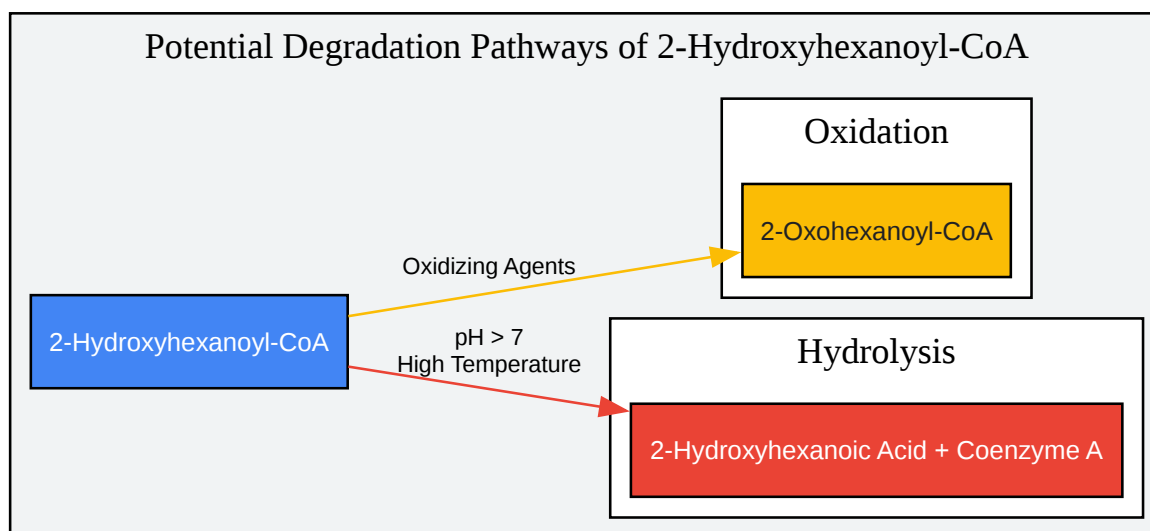 Potential Degradation Pathways of 2-Hydroxyhexanoyl-CoA
Oxidation
2-Oxohexanoyl-CoA
Oxidizing Agents
2-Hydroxyhexanoyl-CoA
pH > 7
High Temperature
Hydrolysis
2-Hydroxyhexanoic Acid + Coenzyme A